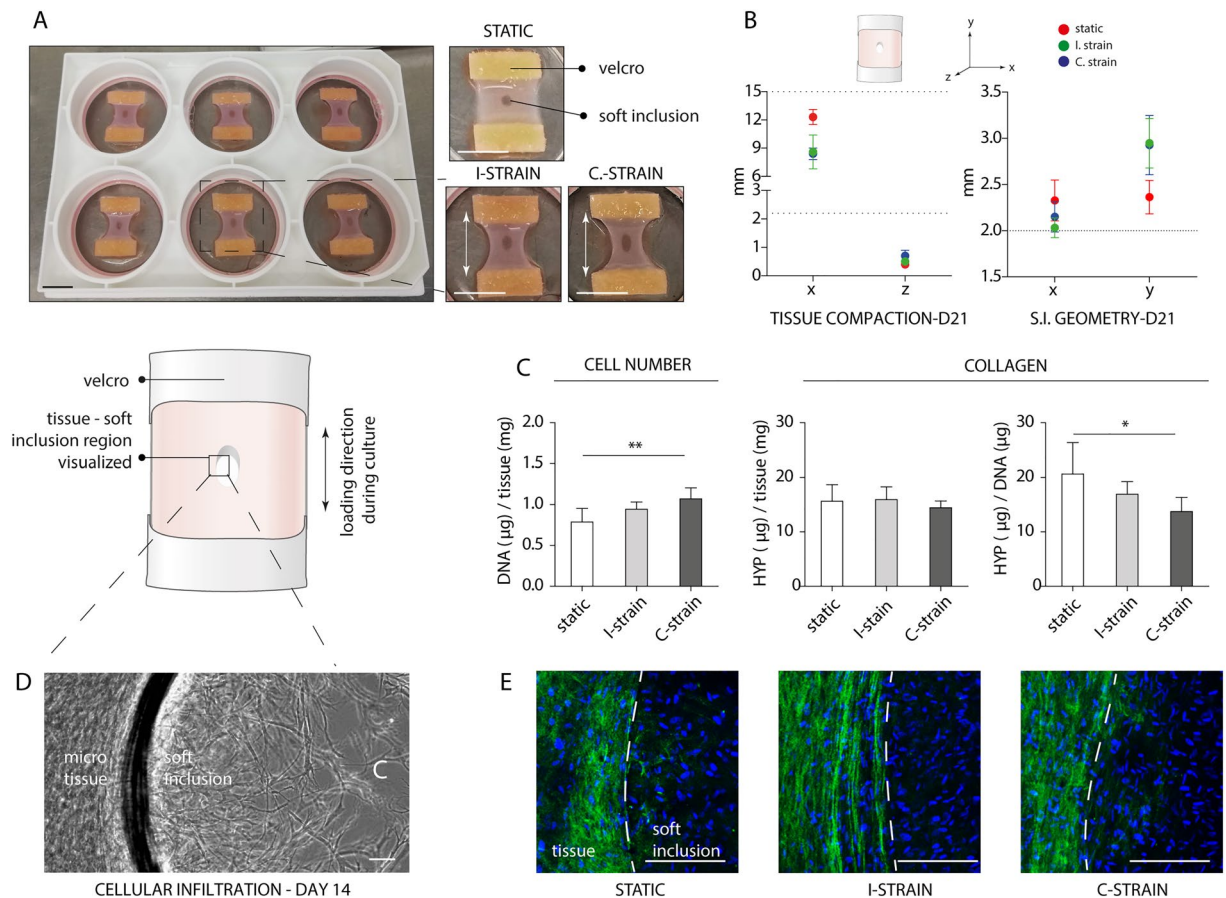 A
STATIC
velcro
soft inclusion
I-STRAIN
C.-STRAIN
velcro
tissue - soft
inclusion region
visualized
loading direction
during culture
B
y
x
z
static
I. strain
C. strain
15
12
9
6
3
2
1
0
mm
x
z
TISSUE COMPACTION-D21
3.5
3.0
2.5
2.0
1.5
mm
x
y
S.I. GEOMETRY-D21
C
CELL NUMBER
COLLAGEN
DNA ( µg) / tissue (mg)
2.0
1.5
1.0
0.5
0.0
**
static
I-strain
C-strain
HYP ( µg) / tissue (mg)
30
20
10
0
static
I-stain
C-strain
HYP ( µg) / DNA (µg)
30
20
10
0
*
static
I-strain
C-strain
D
micro
tissue
soft
inclusion
C
CELLULAR INFILTRATION - DAY 14
E
tissue
soft
inclusion
STATIC
I-STRAIN
C-STRAIN